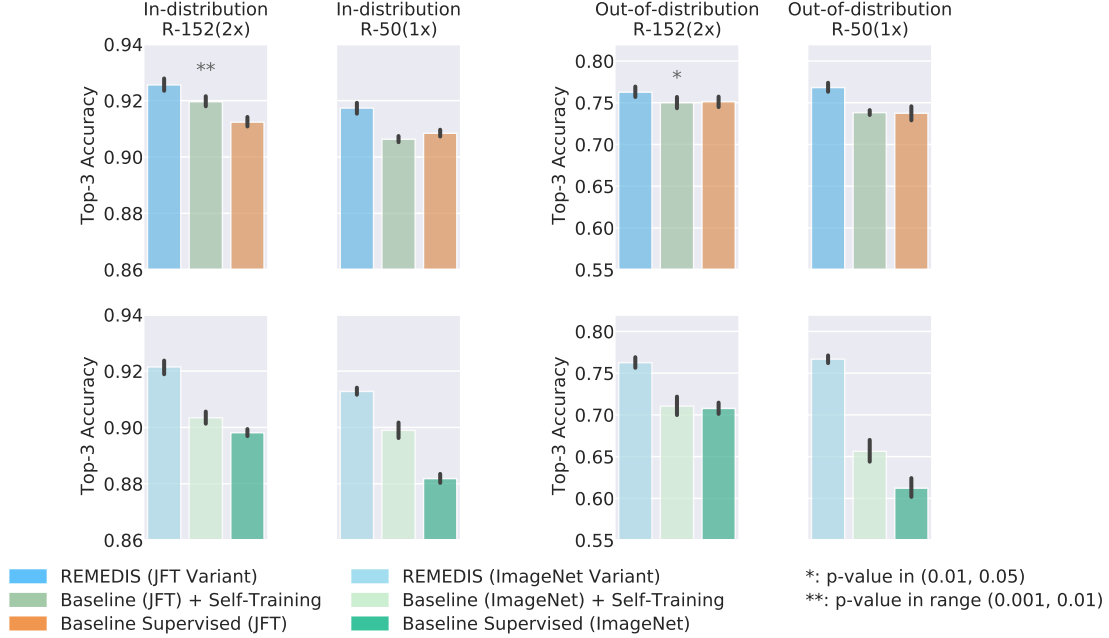 In-distribution
R-152(2x)
In-distribution
R-50(1x)
Out-of-distribution
R-152(2x)
Out-of-distribution
R-50(1x)
Top-3 Accuracy
0.94
0.92
0.90
0.88
0.86
**
Top-3 Accuracy
0.80
0.75
0.70
0.65
0.60
0.55
*
Top-3 Accuracy
0.94
0.92
0.90
0.88
0.86
Top-3 Accuracy
0.80
0.75
0.70
0.65
0.60
0.55
REMEDIS (JFT Variant)
Baseline (JFT) + Self-Training
Baseline Supervised (JFT)
REMEDIS (ImageNet Variant)
Baseline (ImageNet) + Self-Training
Baseline Supervised (ImageNet)
*: p-value in (0.01, 0.05)
**: p-value in range (0.001, 0.01)